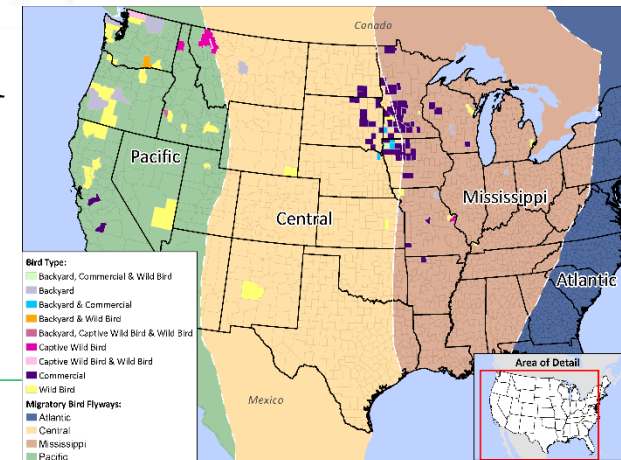 Canada
Pacific
Central
Mississippi
Atlantic
Mexico
Bird Type:
Backyard, Commercial & Wild Bird
Backyard
Backyard & Commercial
Backyard & Wild Bird
Backyard, Captive Wild Bird & Wild Bird
Captive Wild Bird
Captive Wild Bird & Wild Bird
Commercial
Wild Bird
Migratory Bird Flyways:
Atlantic
Central
Mississippi
Pacific
Area of Detail